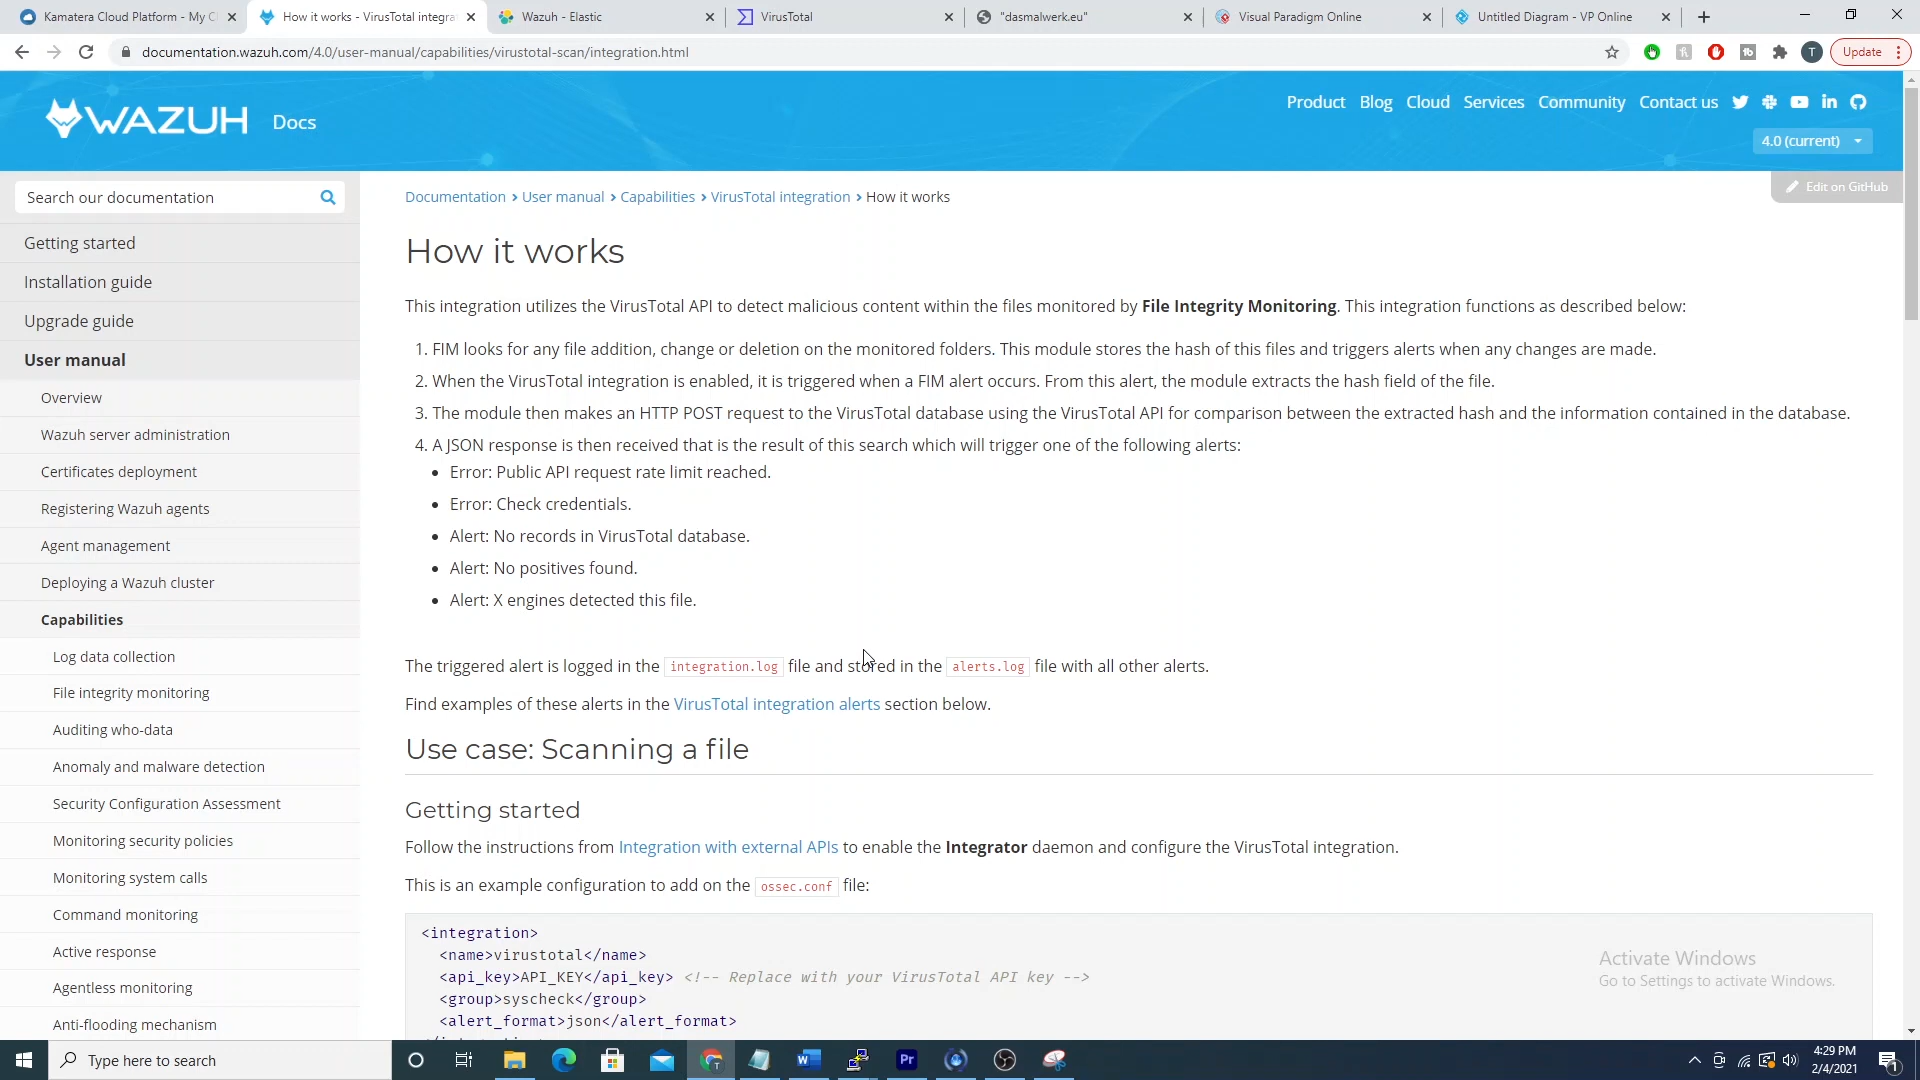 Kamatera Cloud Platform - My C
How it works - VirusTotal integrat
Wazuh - Elastic
VirusTotal
"dasmalwerk.eu"
Visual Paradigm Online
Untitled Diagram - VP Online
documentation.wazuh.com/4.0/user-manual/capabilities/virustotal-scan/integration.html
T
Update
WAZUH Docs
Product Blog Cloud Services Community Contact us
4.0 (current)
Search our documentation
Documentation > User manual > Capabilities > VirusTotal integration > How it works
Edit on GitHub
Getting started
Installation guide
Upgrade guide
User manual
Overview
Wazuh server administration
Certificates deployment
Registering Wazuh agents
Agent management
Deploying a Wazuh cluster
Capabilities
Log data collection
File integrity monitoring
Auditing who-data
Anomaly and malware detection
Security Configuration Assessment
Monitoring security policies
Monitoring system calls
Command monitoring
Active response
Agentless monitoring
Anti-flooding mechanism
How it works
This integration utilizes the VirusTotal API to detect malicious content within the files monitored by File Integrity Monitoring. This integration functions as described below:
1. FIM looks for any file addition, change or deletion on the monitored folders. This module stores the hash of this files and triggers alerts when any changes are made.
2. When the VirusTotal integration is enabled, it is triggered when a FIM alert occurs. From this alert, the module extracts the hash field of the file.
3. The module then makes an HTTP POST request to the VirusTotal database using the VirusTotal API for comparison between the extracted hash and the information contained in the database.
4. A JSON response is then received that is the result of this search which will trigger one of the following alerts:
• Error: Public API request rate limit reached.
• Error: Check credentials.
• Alert: No records in VirusTotal database.
• Alert: No positives found.
• Alert: X engines detected this file.
The triggered alert is logged in the integration.log file and stored in the alerts.log file with all other alerts.
Find examples of these alerts in the VirusTotal integration alerts section below.
Use case: Scanning a file
Getting started
Follow the instructions from Integration with external APIs to enable the Integrator daemon and configure the VirusTotal integration.
This is an example configuration to add on the ossec.conf file:
<integration>
<name>virustotal</name>
<api_key>API_KEY</api_key> <!-- Replace with your VirusTotal API key -->
<group>syscheck</group>
<alert_format>json</alert_format>
Activate Windows
Go to Settings to activate Windows.
Type here to search
4:29 PM
2/4/2021
1